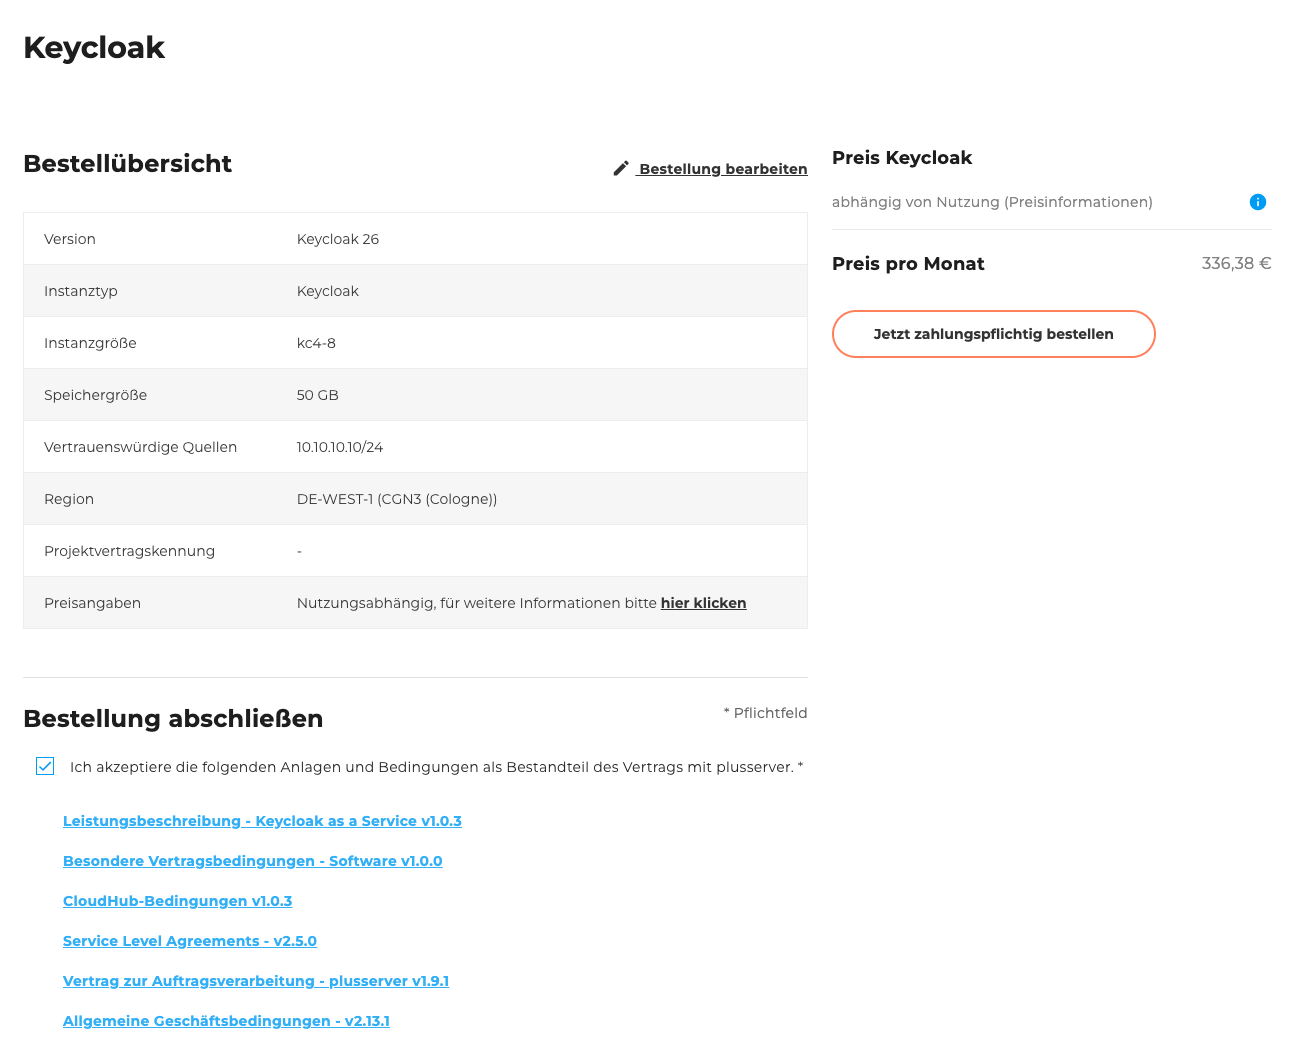 Keycloak
Bestellübersicht
Bestellung bearbeiten
Version Keycloak 26
Instanztyp Keycloak
Instanzgröße kc4-8
Speichergröße 50 GB
Vertrauenswürdige Quellen 10.10.10.10/24
Region DE-WEST-1 (CGN3 (Cologne))
Projektvertragskennung -
Preisangaben Nutzungsabhängig, für weitere Informationen bitte hier klicken
Preis Keycloak
abhängig von Nutzung (Preisinformationen)
Preis pro Monat 336,38 €
Jetzt zahlungspflichtig bestellen
Bestellung abschließen
* Pflichtfeld
Ich akzeptiere die folgenden Anlagen und Bedingungen als Bestandteil des Vertrags mit plusserver. *
Leistungsbeschreibung - Keycloak as a Service v1.0.3
Besondere Vertragsbedingungen - Software v1.0.0
CloudHub-Bedingungen v1.0.3
Service Level Agreements - v2.5.0
Vertrag zur Auftragsverarbeitung - plusserver v1.9.1
Allgemeine Geschäftsbedingungen - v2.13.1